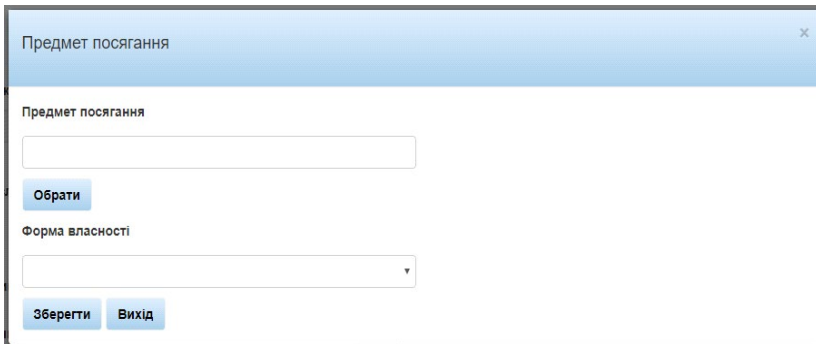 Предмет посягання
×
Предмет посягання
Обрати
Форма власності
Зберегти Вихід